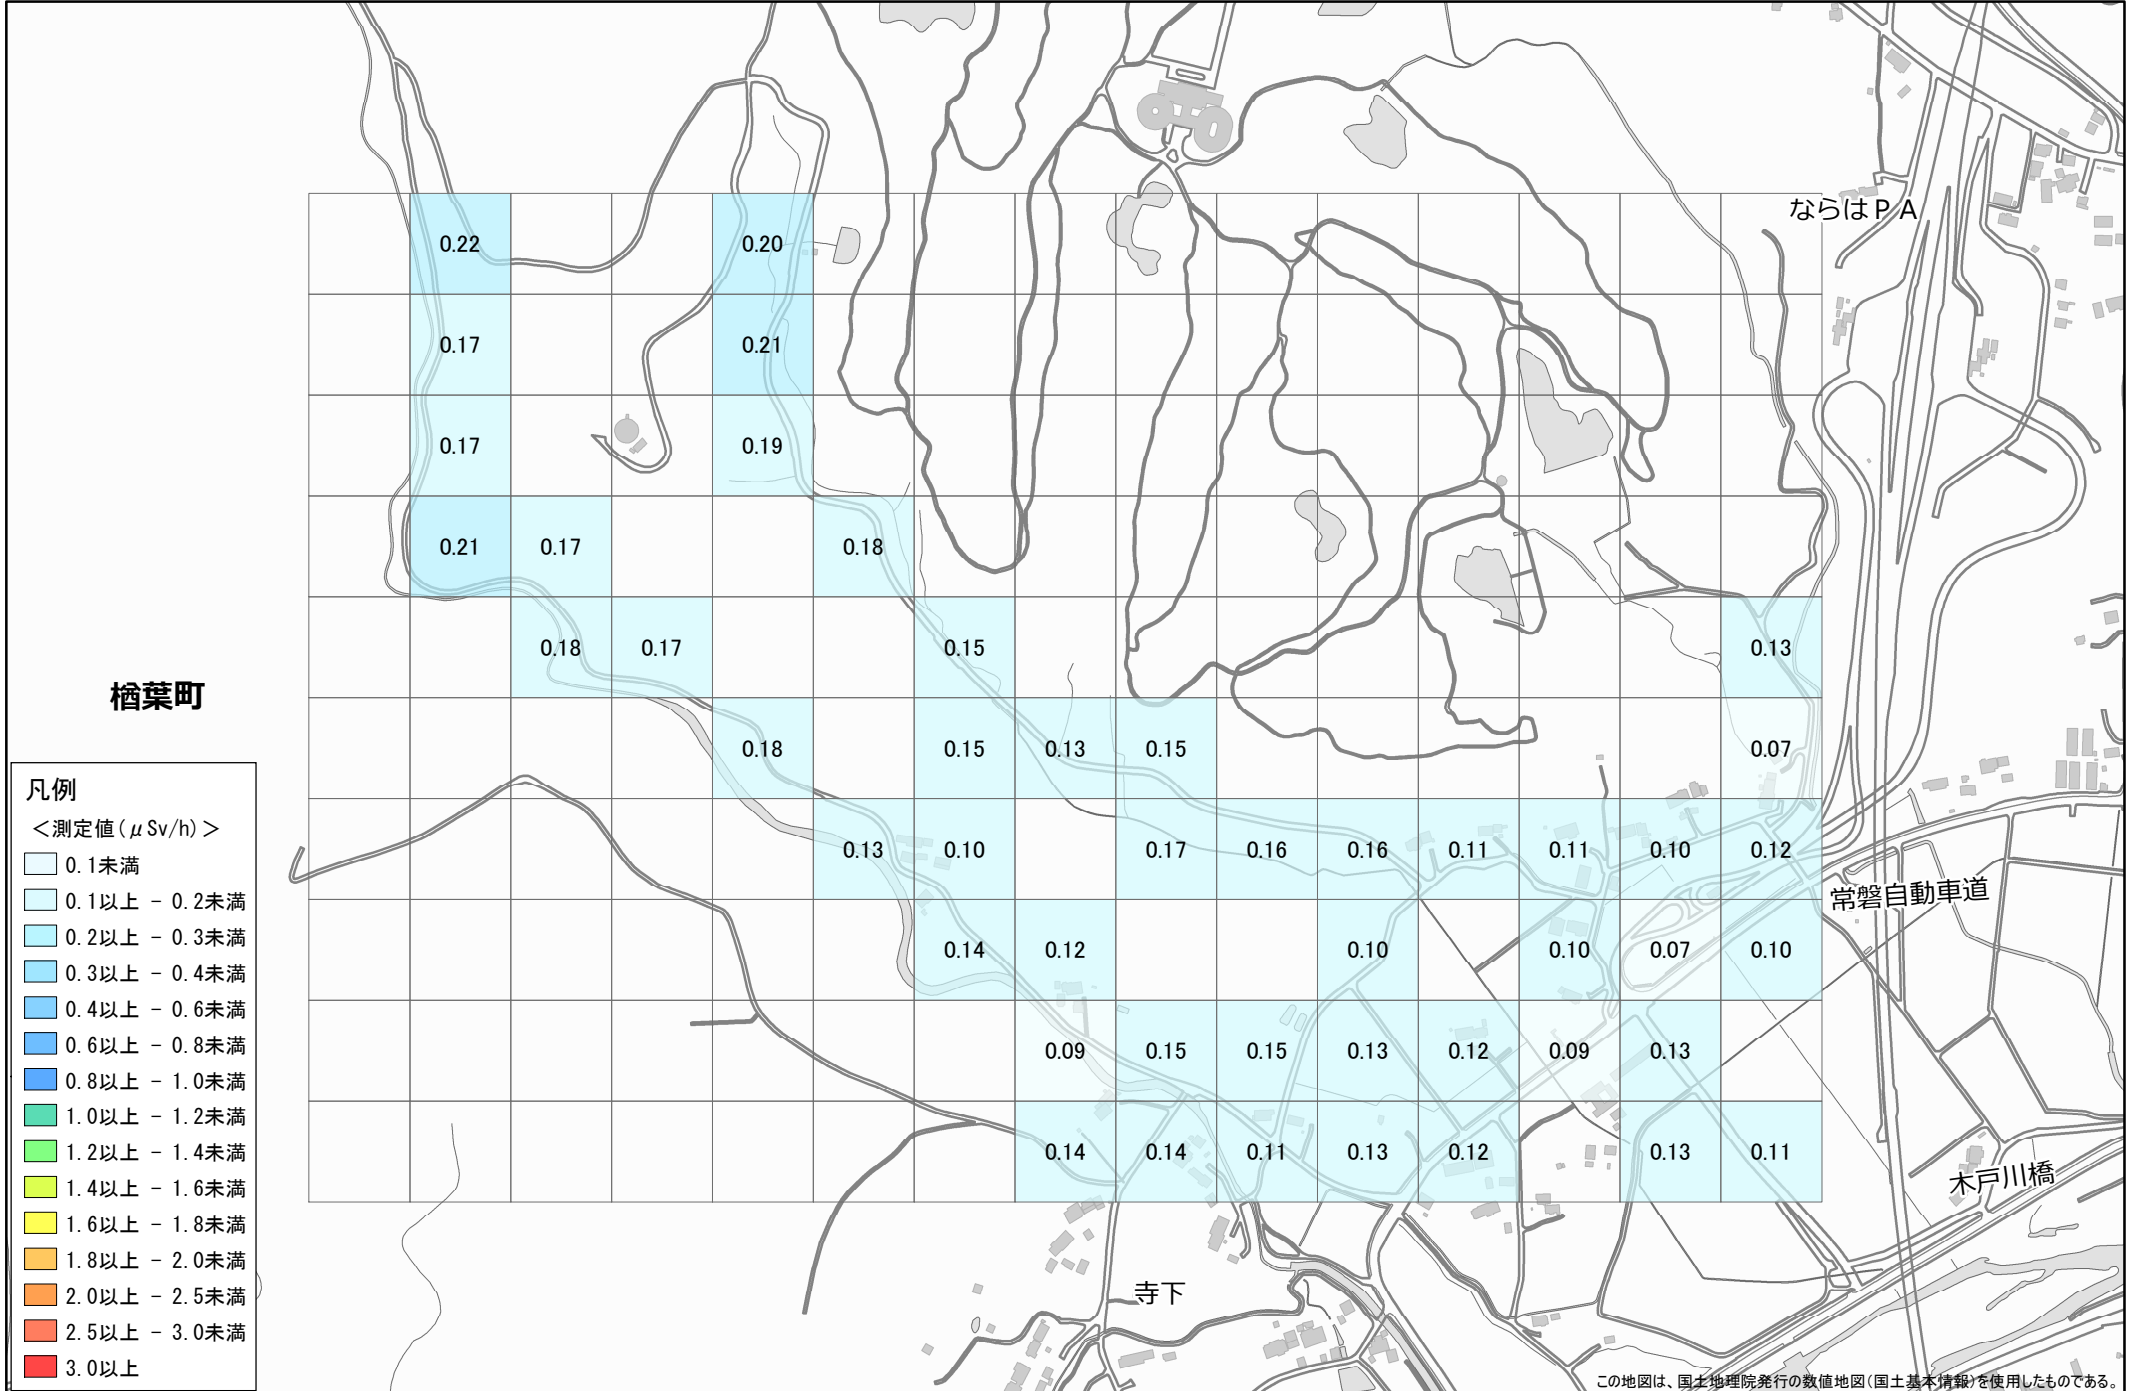 ならはＰＡ
0.22 0.20
0.17 0.21
0.17 0.19
0.21 0.17 0.18
0.18 0.17 0.15 0.13
楢葉町
0.18 0.15 0.13 0.15 0.07
0.13 0.10 0.17 0.16 0.16 0.11 0.11 0.10 0.12
常磐自動車道
0.14 0.12 0.10 0.10 0.07 0.10
0.09 0.15 0.15 0.13 0.12 0.09 0.13
0.14 0.14 0.11 0.13 0.12 0.13 0.11
木戸川橋
寺下
凡例
＜測定値(μSv/h)＞
0.1未満
0.1以上 - 0.2未満
0.2以上 - 0.3未満
0.3以上 - 0.4未満
0.4以上 - 0.6未満
0.6以上 - 0.8未満
0.8以上 - 1.0未満
1.0以上 - 1.2未満
1.2以上 - 1.4未満
1.4以上 - 1.6未満
1.6以上 - 1.8未満
1.8以上 - 2.0未満
2.0以上 - 2.5未満
2.5以上 - 3.0未満
3.0以上
この地図は、国土地理院発行の数値地図(国土基本情報)を使用したものである。